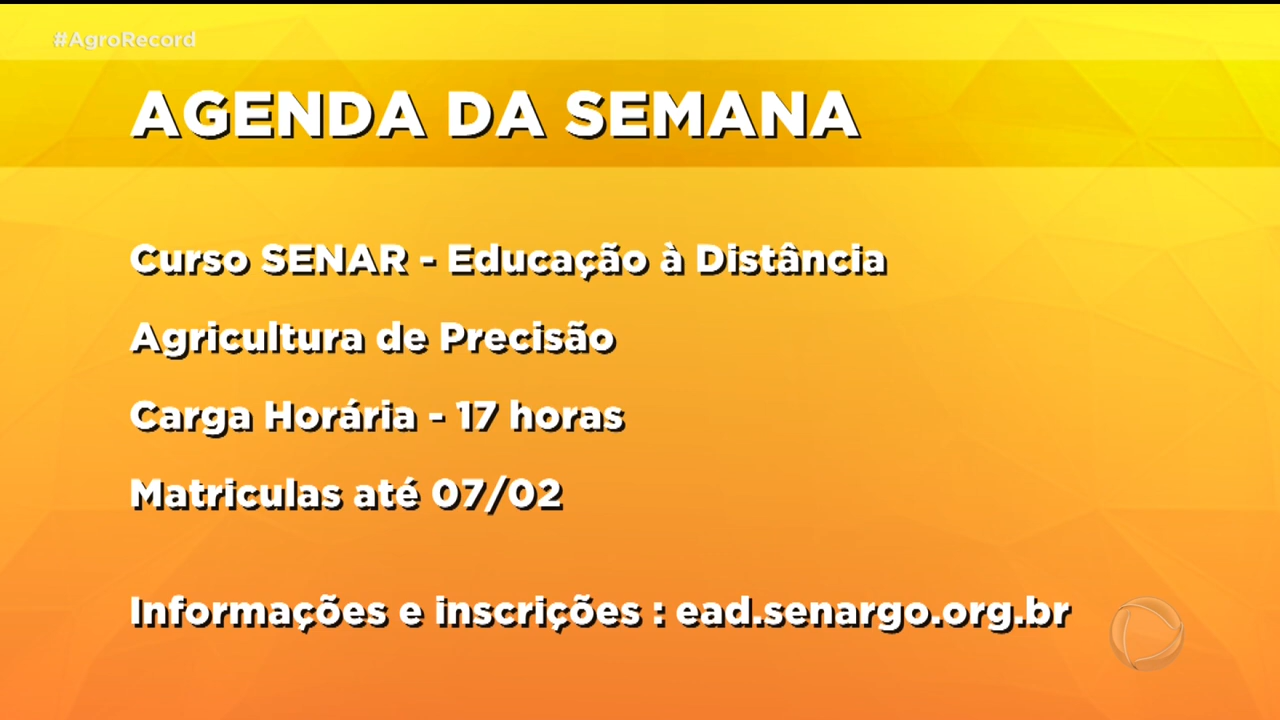 #AgroRecord
AGENDA DA SEMANA
Curso SENAR - Educação à Distância
Agricultura de Precisão
Carga Horária - 17 horas
Matriculas até 07/02
Informações e inscrições : ead.senargo.org.br